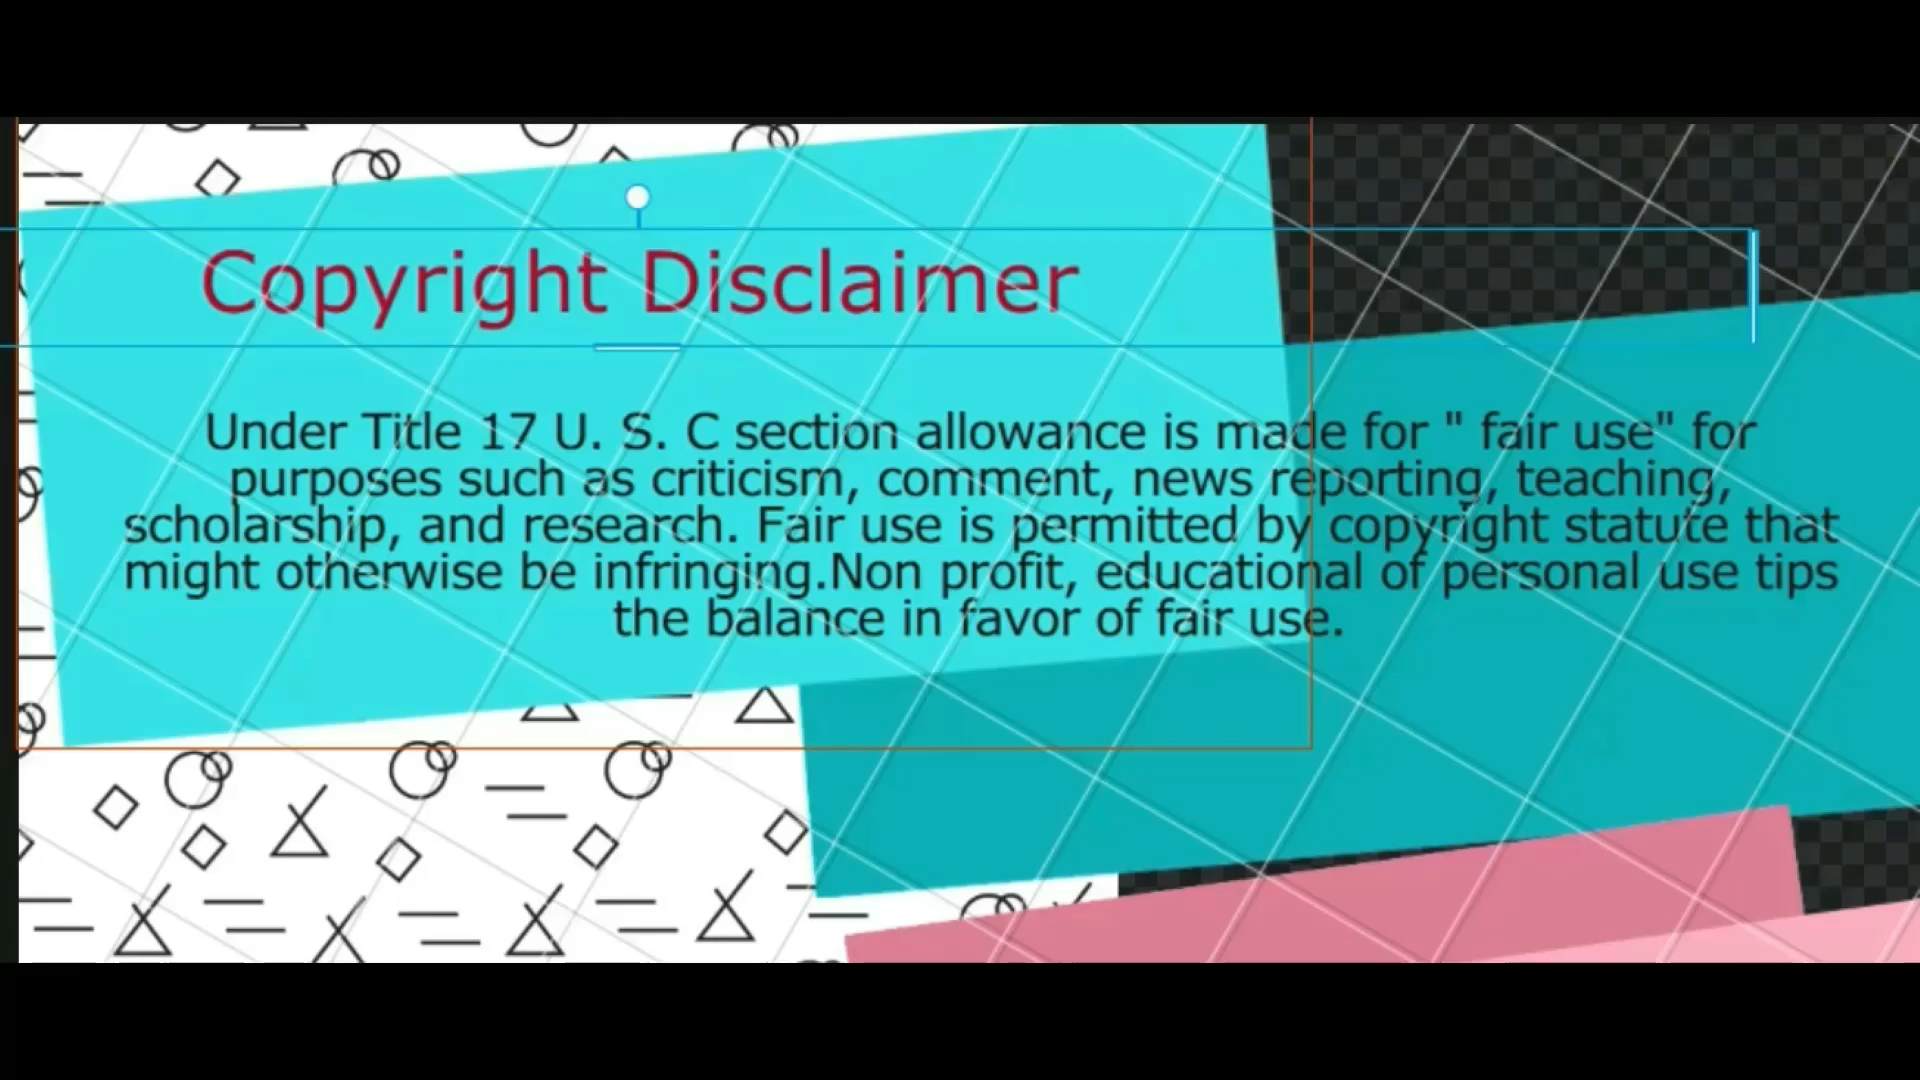 Copyright Disclaimer
Under Title 17 U. S. C section allowance is made for " fair use" for
purposes such as criticism, comment, news reporting, teaching,
scholarship, and research. Fair use is permitted by copyright statute that
might otherwise be infringing.Non profit, educational of personal use tips
the balance in favor of fair use.